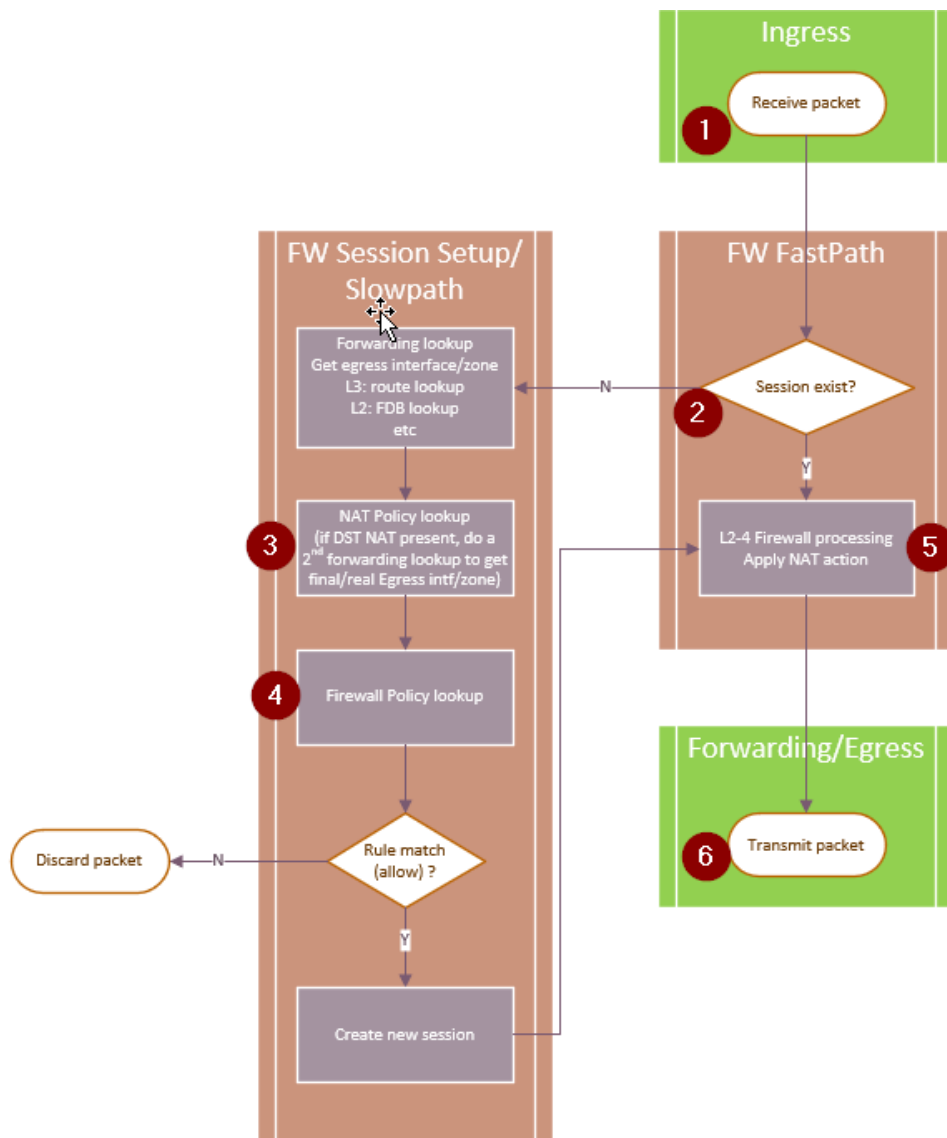 Ingress
Receive packet
1
FW Session Setup/
Slowpath
FW FastPath
Forwarding lookup
Get egress interface/zone
L3: route lookup
L2: FDB lookup
etc
N
Session exist?
2
Y
NAT Policy lookup
(if DST NAT present, do a
2nd forwarding lookup to get
final/real Egress intf/zone)
3
L2-4 Firewall processing
Apply NAT action
5
4
Firewall Policy lookup
Forwarding/Egress
Transmit packet
6
Discard packet
N
Rule match
(allow) ?
Y
Create new session